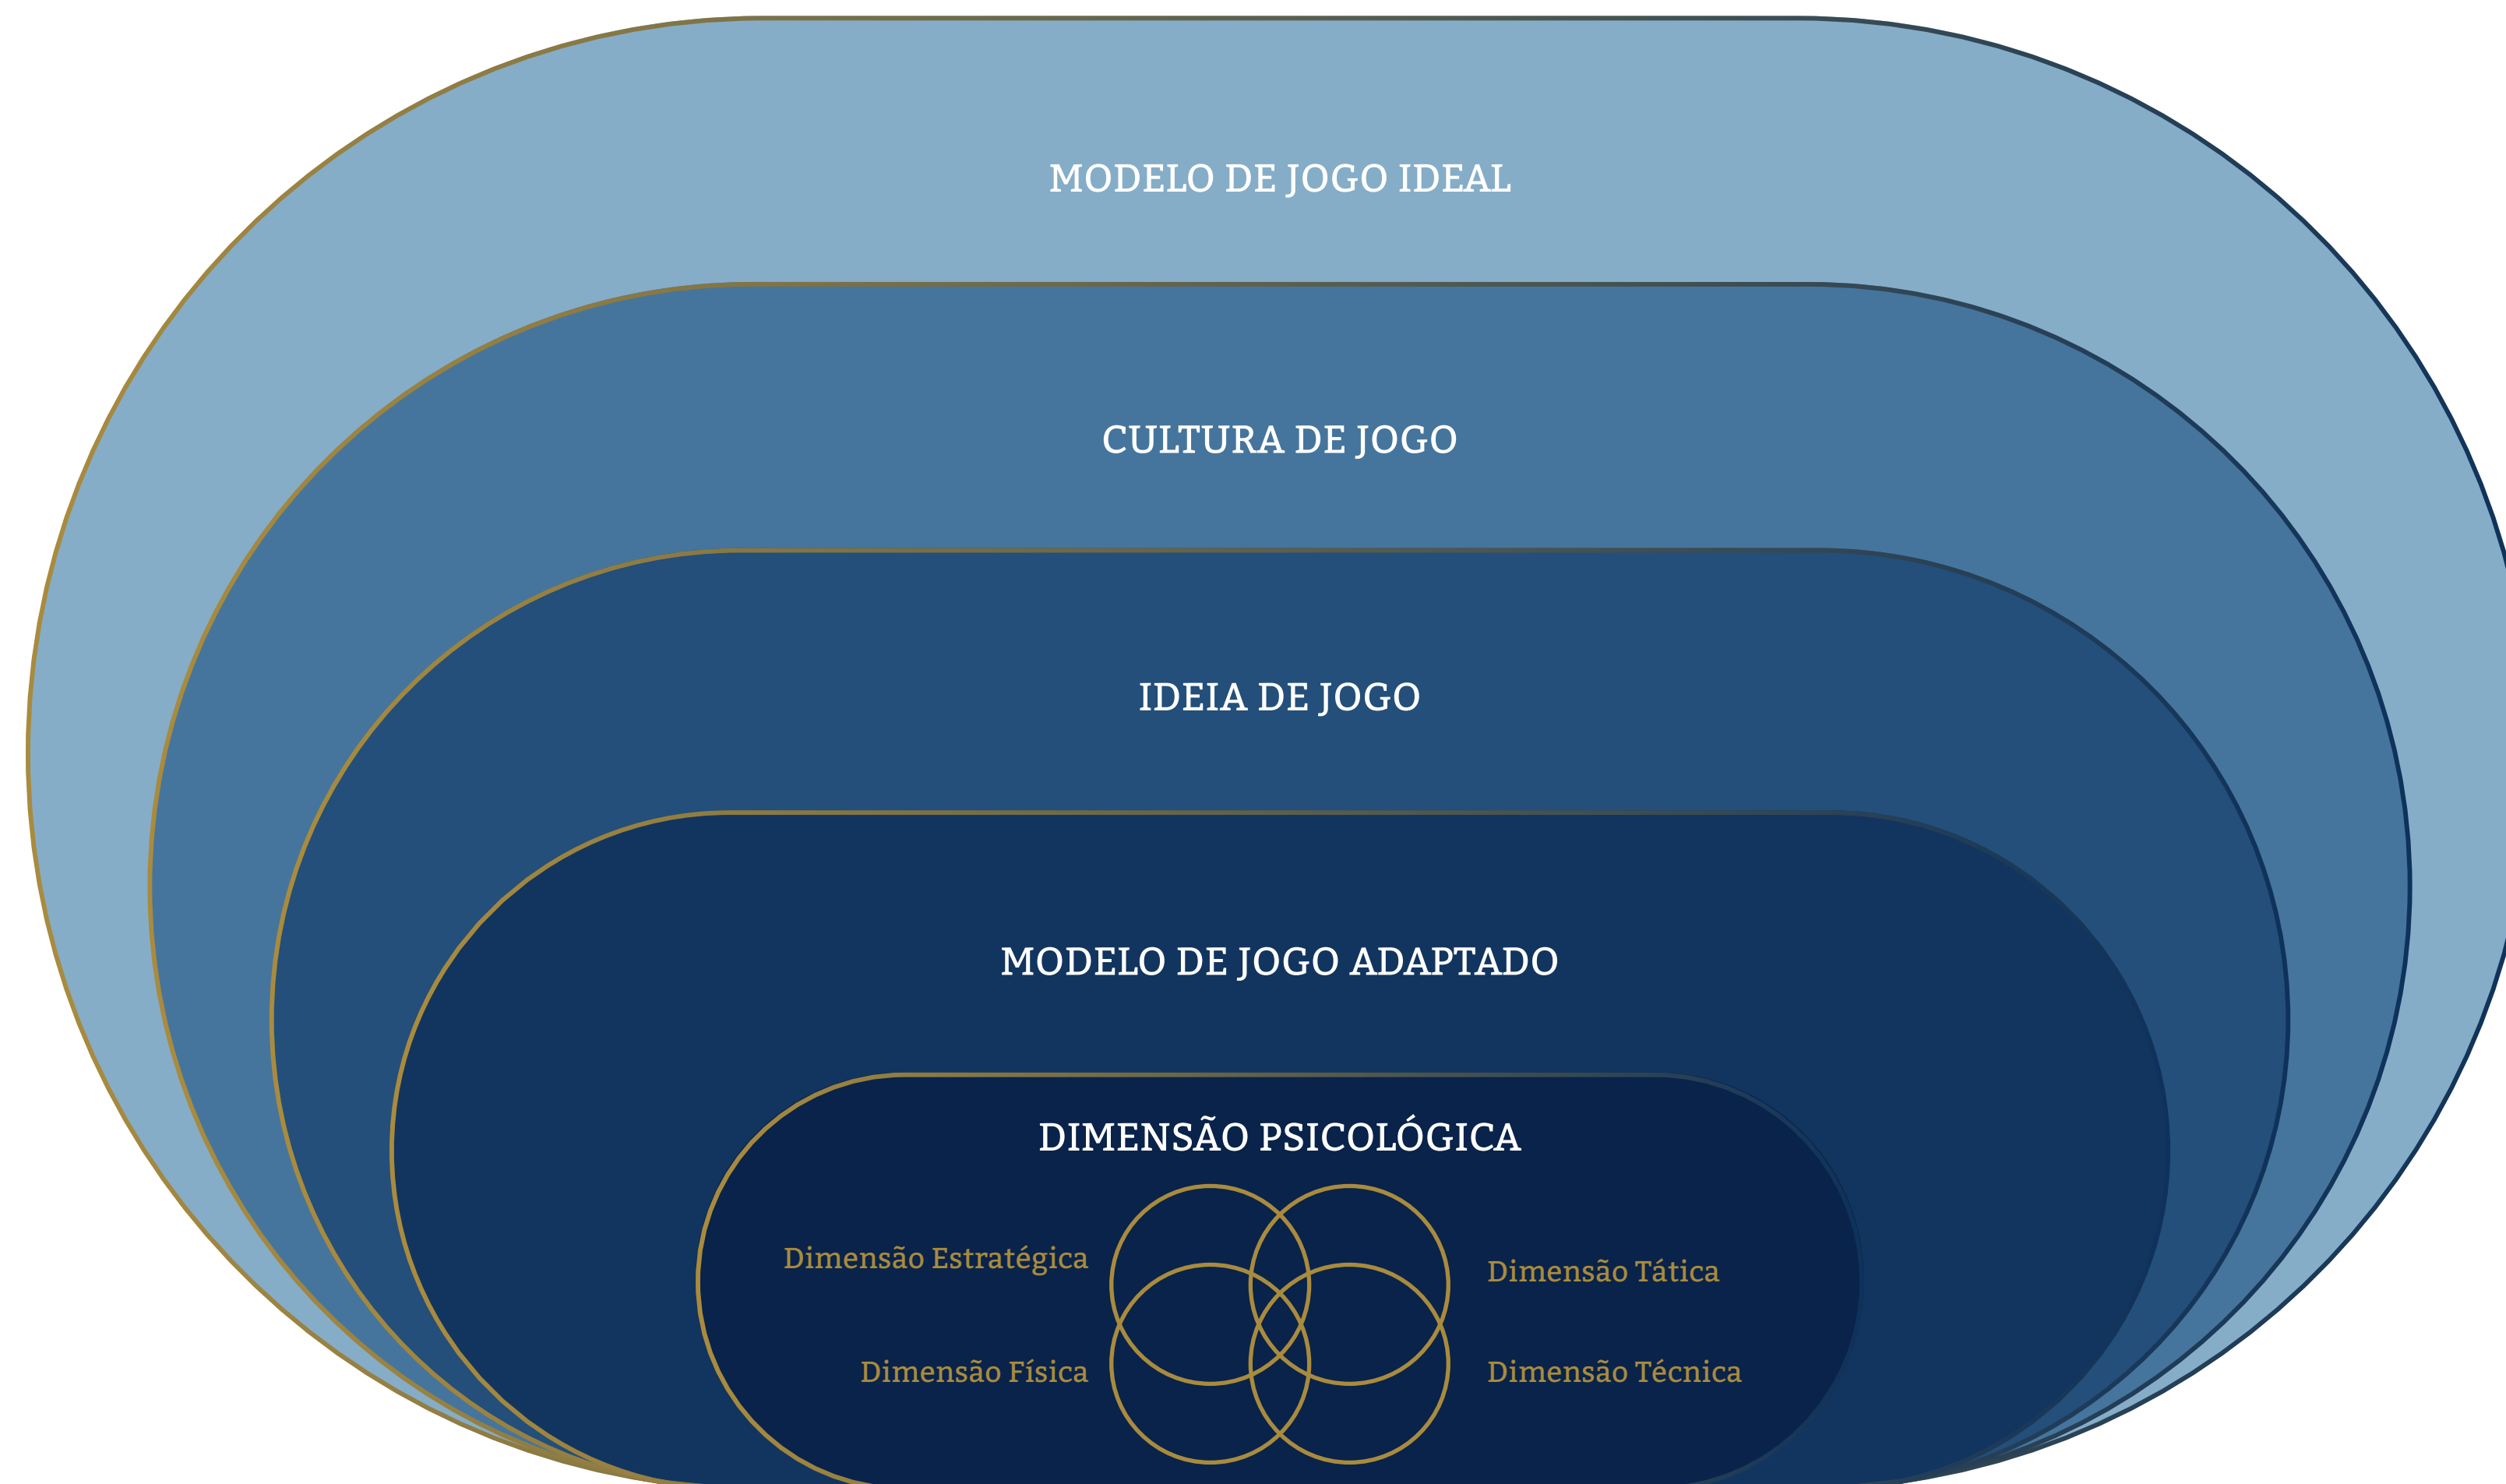 MODELO DE JOGO IDEAL
CULTURA DE JOGO
IDEIA DE JOGO
MODELO DE JOGO ADAPTADO
DIMENSÃO PSICOLÓGICA
Dimensão Estratégica
Dimensão Tática
Dimensão Física
Dimensão Técnica